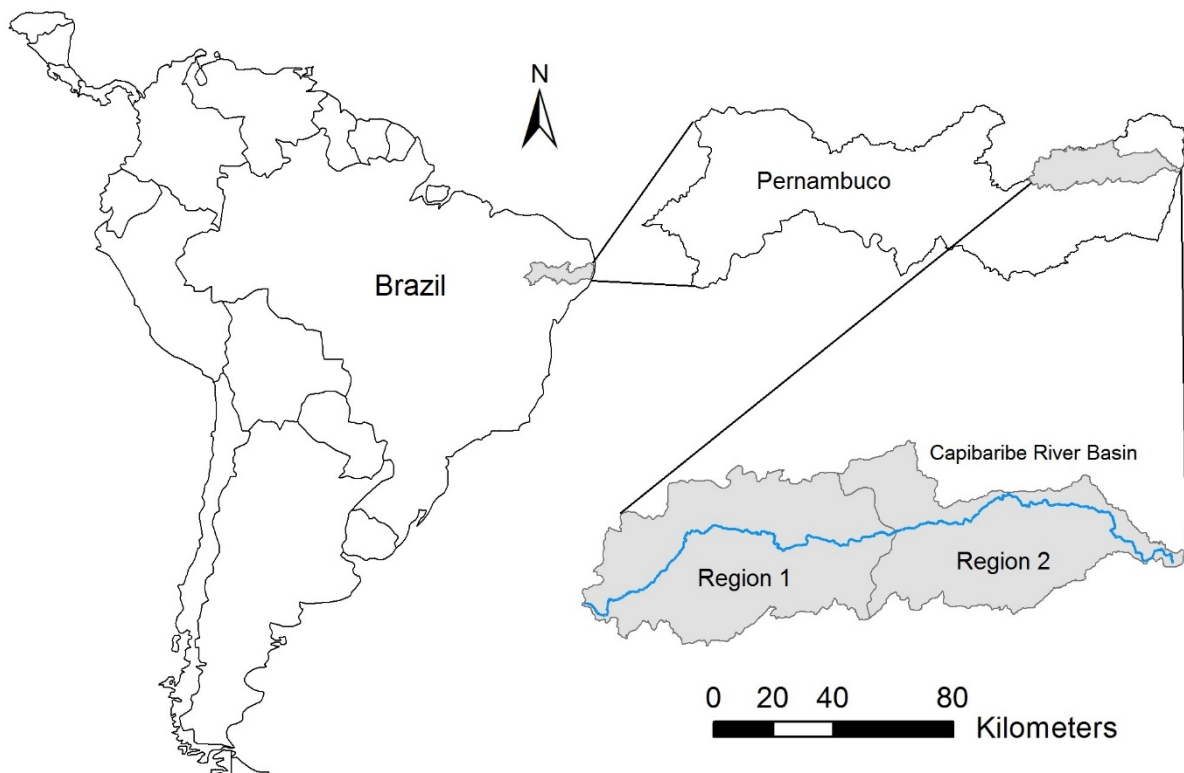 N
Pernambuco
Brazil
Capibaribe River Basin
Region 1
Region 2
0 20 40 80
Kilometers